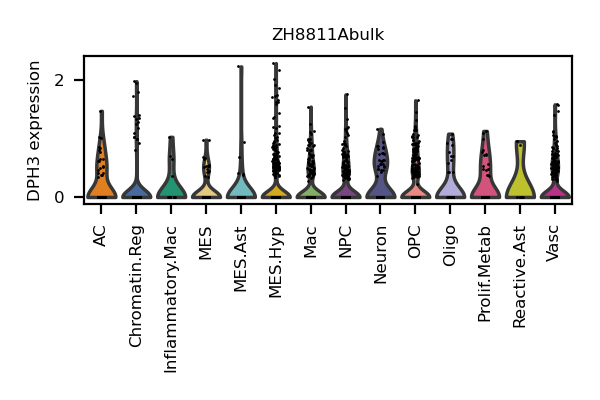 ZH8811Abulk
DPH3 expression
2
0
AC
Chromatin.Reg
Inflammatory.Mac
MES
MES.Ast
MES.Hyp
Mac
NPC
Neuron
OPC
Oligo
Prolif.Metab
Reactive.Ast
Vasc